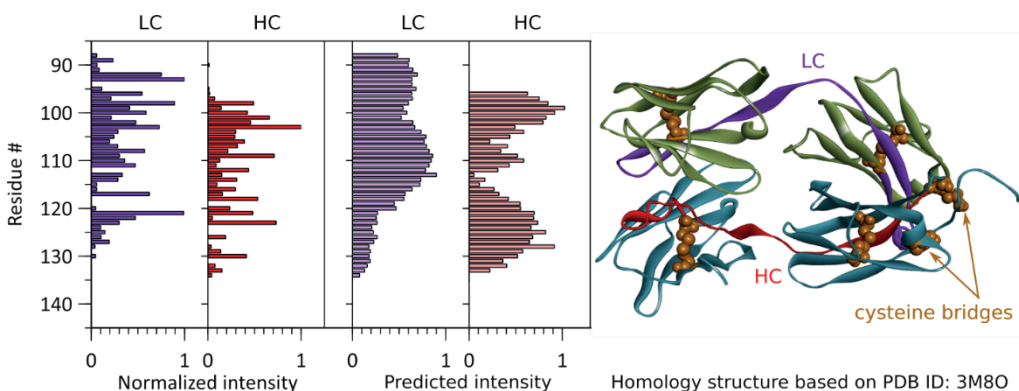 LC HC LC HC
90
100
110
120
130
140
Residue #
0 1 0 1 0 1 0 1
Normalized intensity Predicted intensity
LC
HC
cysteine bridges
Homology structure based on PDB ID: 3M8O